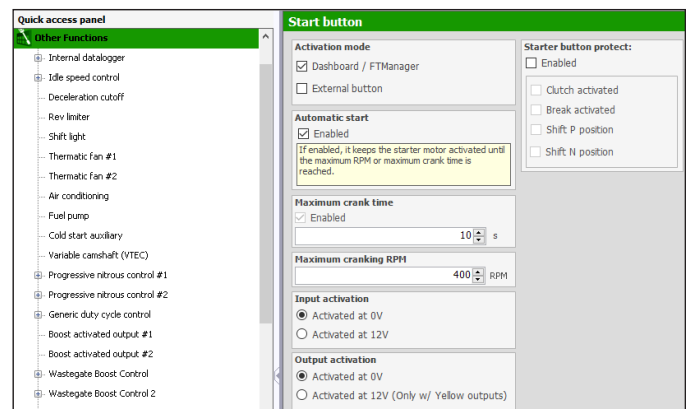 Quick access panel
Other Functions
Internal datalogger
Idle speed control
Deceleration cutoff
Rev limiter
Shift light
Thermatic fan #1
Thermatic fan #2
Air conditioning
Fuel pump
Cold start auxiliary
Variable camshaft (VTEC)
Progressive nitrous control #1
Progressive nitrous control #2
Generic duty cycle control
Boost activated output #1
Boost activated output #2
Wastegate Boost Control
Wastegate Boost Control 2
Start button
Activation mode
Dashboard / FTManager
External button
Automatic start
Enabled
If enabled, it keeps the starter motor activated until
the maximum RPM or maximum crank time is
reached.
Maximum crank time
Enabled
10 s
Maximum cranking RPM
400 RPM
Input activation
Activated at 0V
Activated at 12V
Output activation
Activated at 0V
Activated at 12V (Only w/ Yellow outputs)
Starter button protect:
Enabled
Clutch activated
Break activated
Shift P position
Shift N position